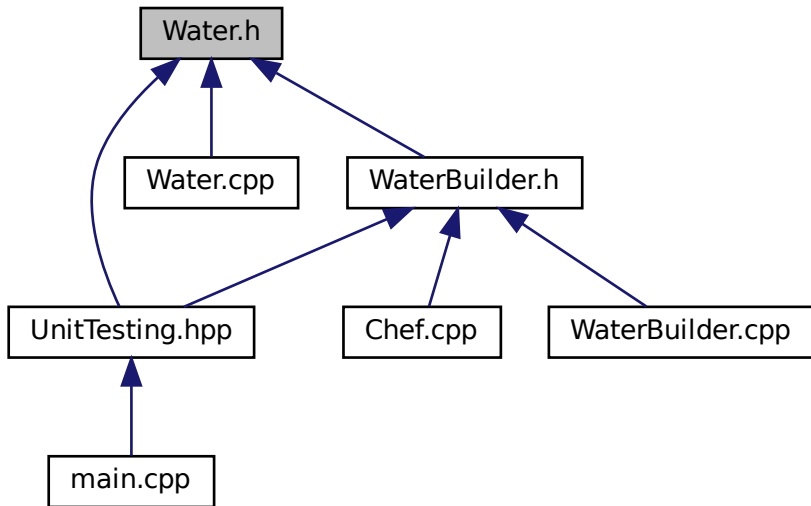 Water.h
Water.cpp
WaterBuilder.h
UnitTesting.hpp
Chef.cpp
WaterBuilder.cpp
main.cpp